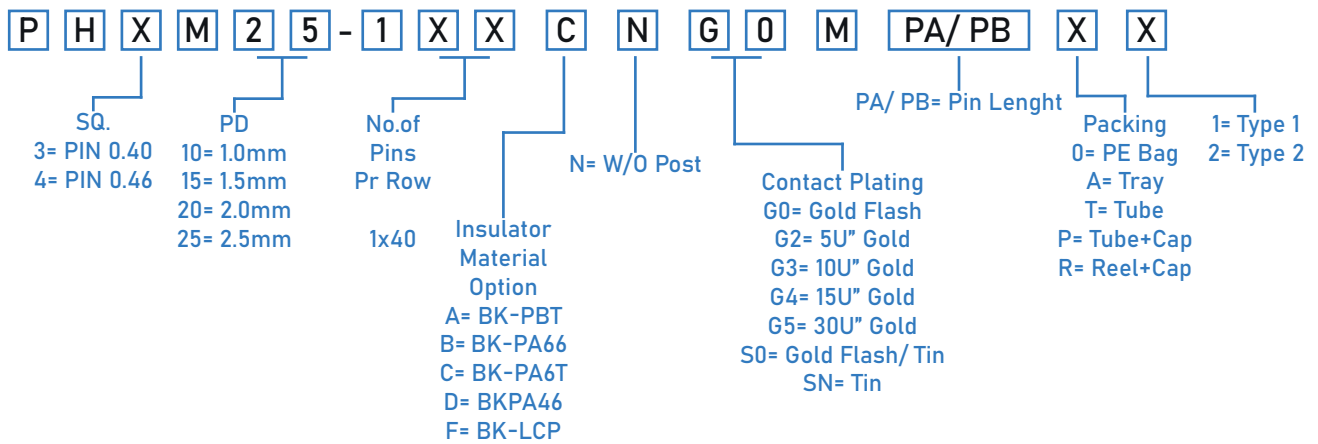 P H X M 2 5 - 1 X X C N G 0 M PA/ PB X X
SQ.
3= PIN 0.40
4= PIN 0.46
PD
10= 1.0mm
15= 1.5mm
20= 2.0mm
25= 2.5mm
No.of
Pins
Pr Row
1x40
Insulator
Material
Option
A= BK-PBT
B= BK-PA66
C= BK-PA6T
D= BKPA46
F= BK-LCP
N= W/O Post
Contact Plating
G0= Gold Flash
G2= 5U" Gold
G3= 10U" Gold
G4= 15U" Gold
G5= 30U" Gold
S0= Gold Flash/ Tin
SN= Tin
PA/ PB= Pin Lenght
Packing
0= PE Bag
A= Tray
T= Tube
P= Tube+Cap
R= Reel+Cap
1= Type 1
2= Type 2